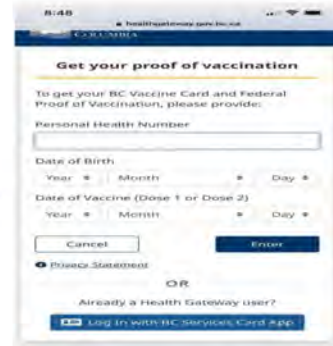 8:48
healthgateway.gov.bc.ca
COLUMBIA
Get your proof of vaccination
To get your BC Vaccine Card and Federal
Proof of Vaccination, please provide:
Personal Health Number
Date of Birth
Year Month Day
Date of Vaccine (Dose 1 or Dose 2)
Year Month Day
Cancel Enter
Privacy Statement
OR
Already a Health Gateway user?
Log In with BC Services Card App